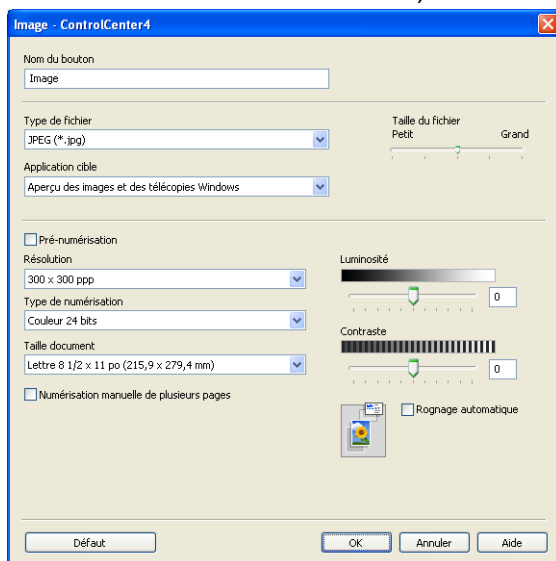 Image - ControlCenter4
Nom du bouton
Image
Type de fichier
JPEG (*.jpg)
Taille du fichier
Petit Grand
Application cible
Aperçu des images et des télécopies Windows
Pré-numérisation
Résolution
300 x 300 ppp
Type de numérisation
Couleur 24 bits
Taille document
Lettre 8 1/2 x 11 po (215,9 x 279,4 mm)
Numérisation manuelle de plusieurs pages
Luminosité
0
Contraste
0
Rognage automatique
Défaut OK Annuler Aide